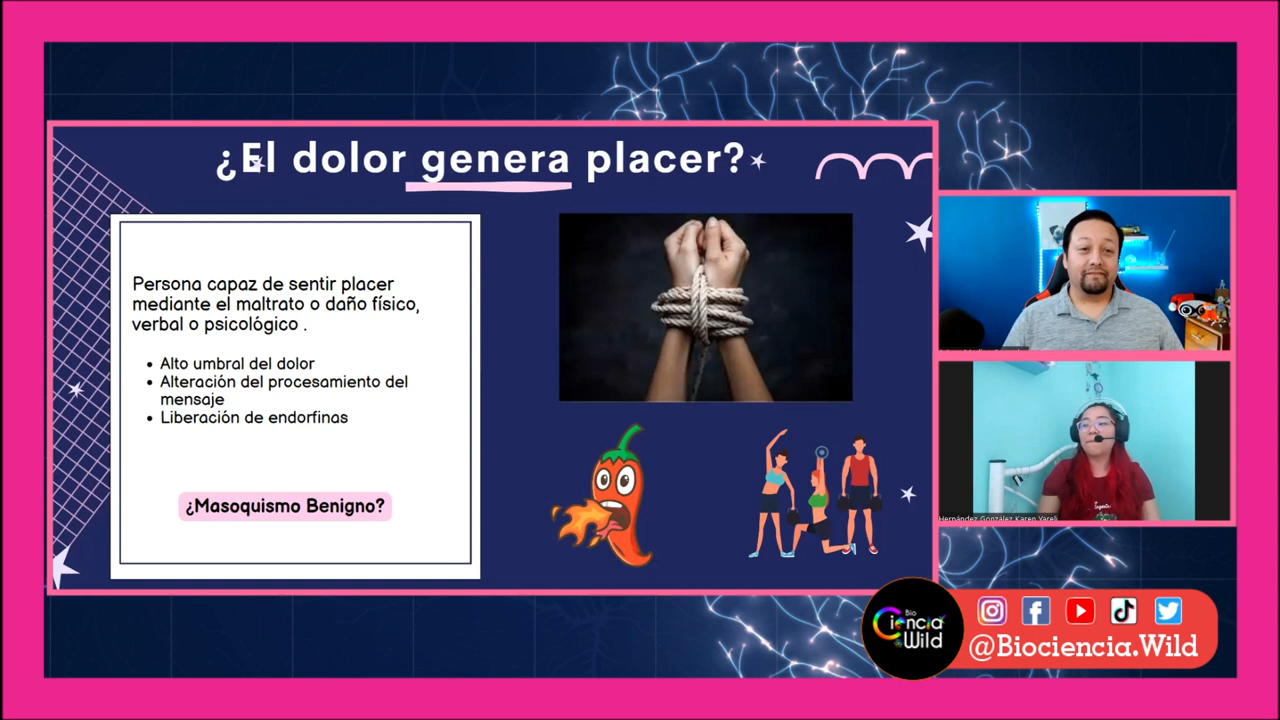 ¿El dolor genera placer?
Persona capaz de sentir placer
mediante el maltrato o daño físico,
verbal o psicológico .
• Alto umbral del dolor
• Alteración del procesamiento del
mensaje
• Liberación de endorfinas
¿Masoquismo Benigno?
Hernández González Karen Yareli
Bio
Ciencia
Wild
@Biociencia.Wild